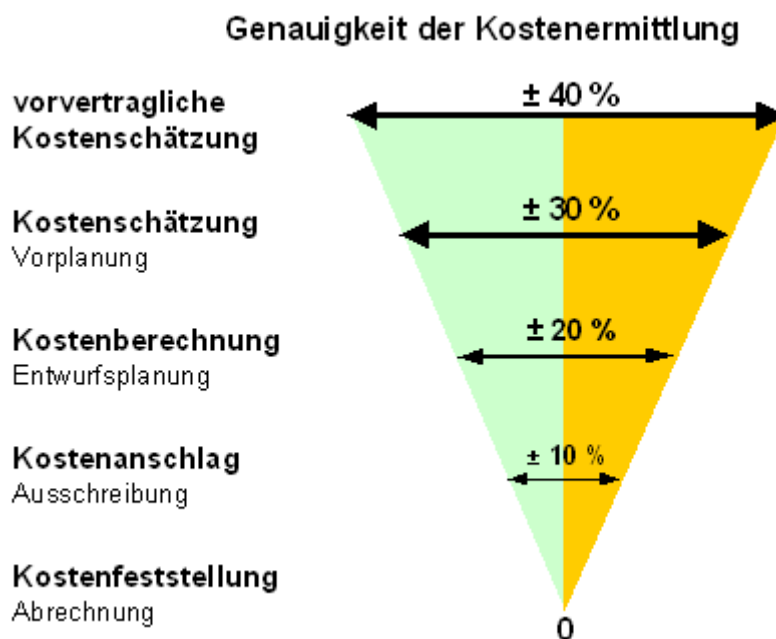 Genauigkeit der Kostenermittlung
vorvertragliche
Kostenschätzung
± 40 %
Kostenschätzung
Vorplanung
± 30 %
Kostenberechnung
Entwurfsplanung
± 20 %
Kostenanschlag
Ausschreibung
± 10 %
Kostenfeststellung
Abrechnung
0